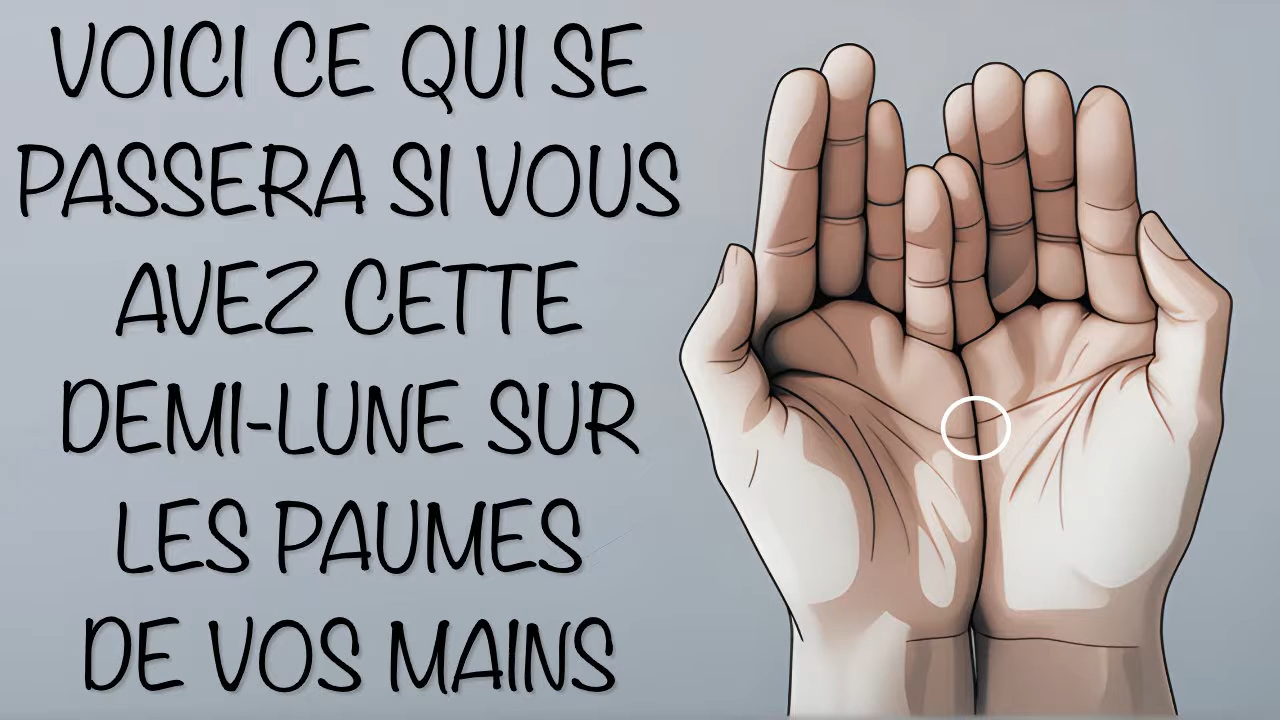 VOICI CE QUI SE
PASSERA SI VOUS
AVEZ CETTE
DEMI-LUNE SUR
LES PAUMES
DE VOS MAINS